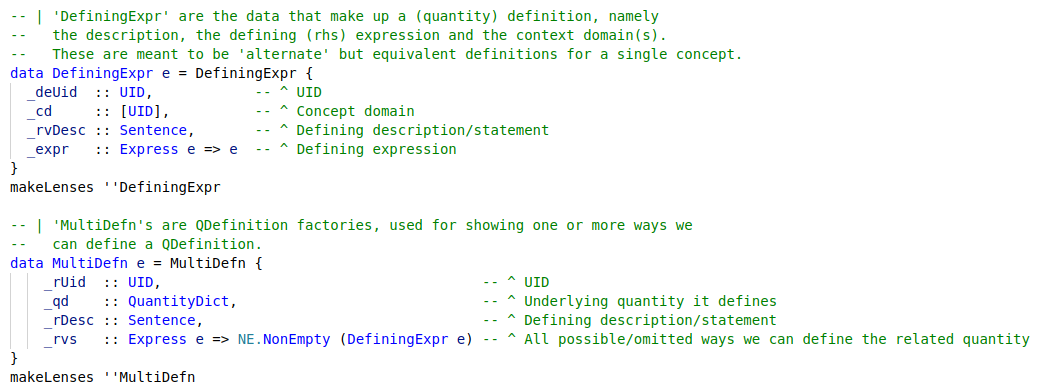 -- | 'DefiningExpr' are the data that make up a (quantity) definition, namely
--   the description, the defining (rhs) expression and the context domain(s).
--   These are meant to be 'alternate' but equivalent definitions for a single concept.
data DefiningExpr e = DefiningExpr {
  _deUid  :: UID,            -- ^ UID
  _cd     :: [UID],          -- ^ Concept domain
  _rvDesc :: Sentence,       -- ^ Defining description/statement
  _expr   :: Express e => e  -- ^ Defining expression
}
makeLenses ''DefiningExpr

-- | 'MultiDefn's are QDefinition factories, used for showing one or more ways we
--   can define a QDefinition.
data MultiDefn e = MultiDefn {
    _rUid  :: UID,                                       -- ^ UID
    _qd    :: QuantityDict,                              -- ^ Underlying quantity it defines
    _rDesc :: Sentence,                                  -- ^ Defining description/statement
    _rvs   :: Express e => NE.NonEmpty (DefiningExpr e) -- ^ All possible/omitted ways we can define the related quantity
}
makeLenses ''MultiDefn